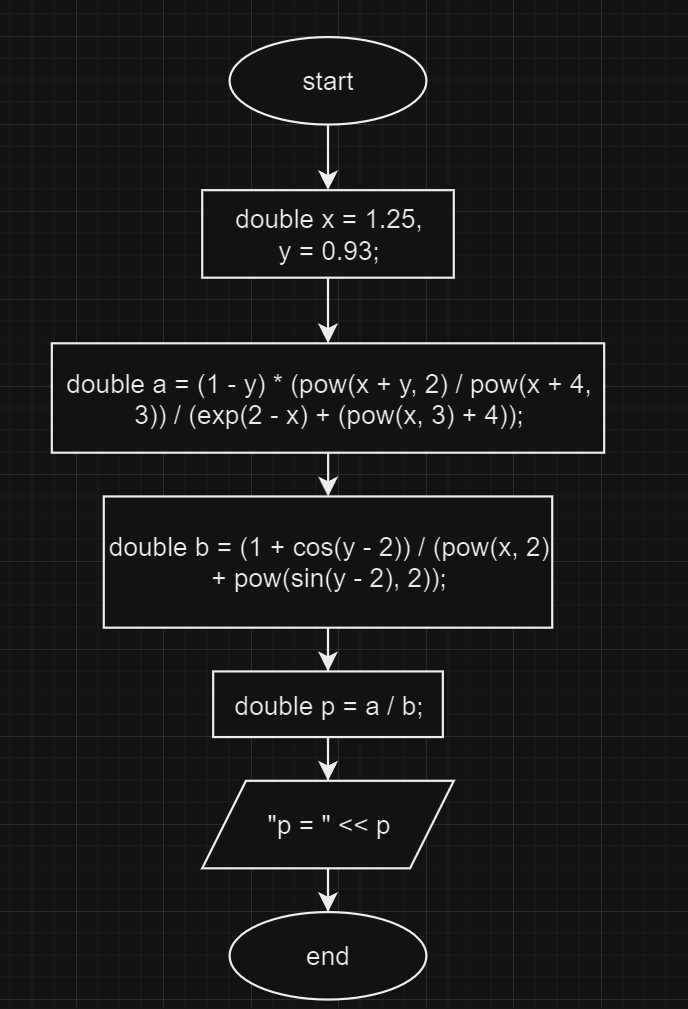 start
double x = 1.25,
y = 0.93;
double a = (1 - y) * (pow(x + y, 2) / pow(x + 4,
3)) / (exp(2 - x) + (pow(x, 3) + 4));
double b = (1 + cos(y - 2)) / (pow(x, 2)
+ pow(sin(y - 2), 2));
double p = a / b;
"p = " << p
end